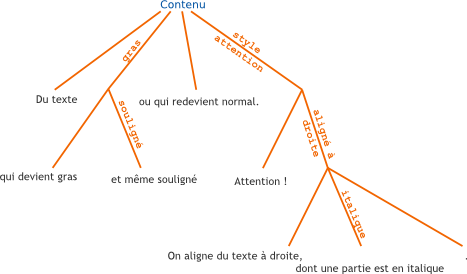 Contenu
gras
style
attention
Du texte
ou qui redevient normal.
souligné
aligné à
droite
qui devient gras
et même souligné
Attention !
italique
On aligne du texte à droite,
dont une partie est en italique
.